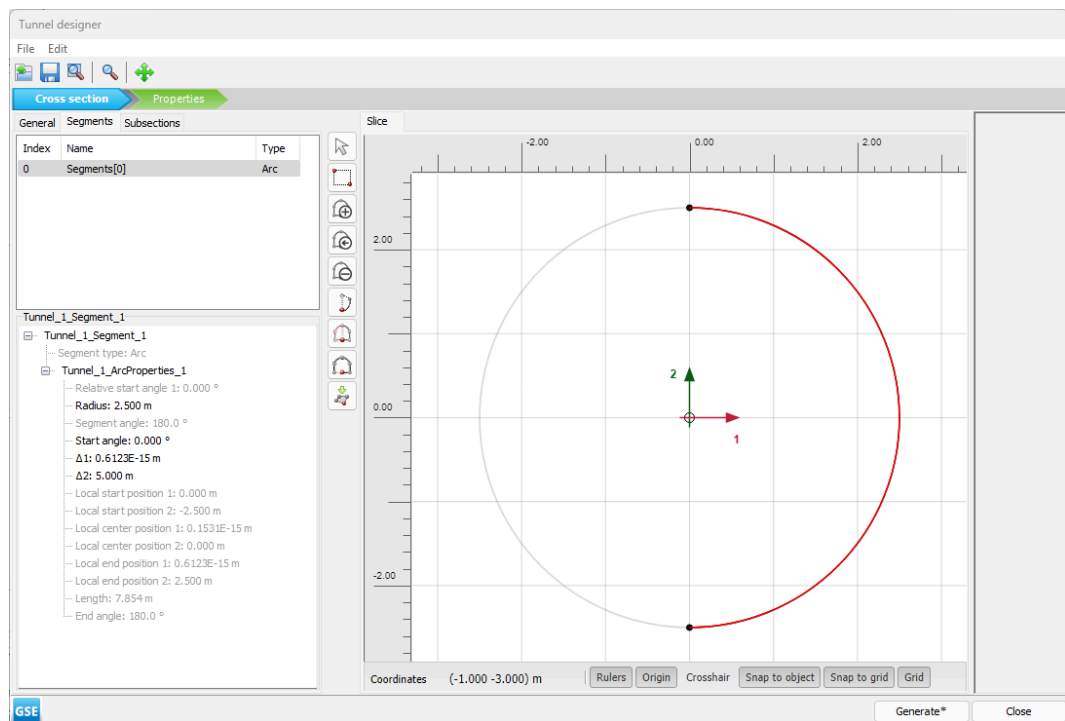 Tunnel designer
File Edit
Cross section Properties
General Segments Subsections
Index Name Type
0 Segments[0] Arc
Tunnel_1_Segment_1
Tunnel_1_Segment_1
Segment type: Arc
Tunnel_1_ArcProperties_1
Relative start angle 1: 0.000 °
Radius: 2.500 m
Segment angle: 180.0 °
Start angle: 0.000 °
Δ1: 0.6123E-15 m
Δ2: 5.000 m
Local start position 1: 0.000 m
Local start position 2: -2.500 m
Local center position 1: 0.1531E-15 m
Local center position 2: 0.000 m
Local end position 1: 0.6123E-15 m
Local end position 2: 2.500 m
Length: 7.854 m
End angle: 180.0 °
Slice
-2.00 0.00 2.00
2.00
0.00
-2.00
2
1
Coordinates (-1.000 -3.000) m Rulers Origin Crosshair Snap to object Snap to grid Grid
GSE Generate* Close